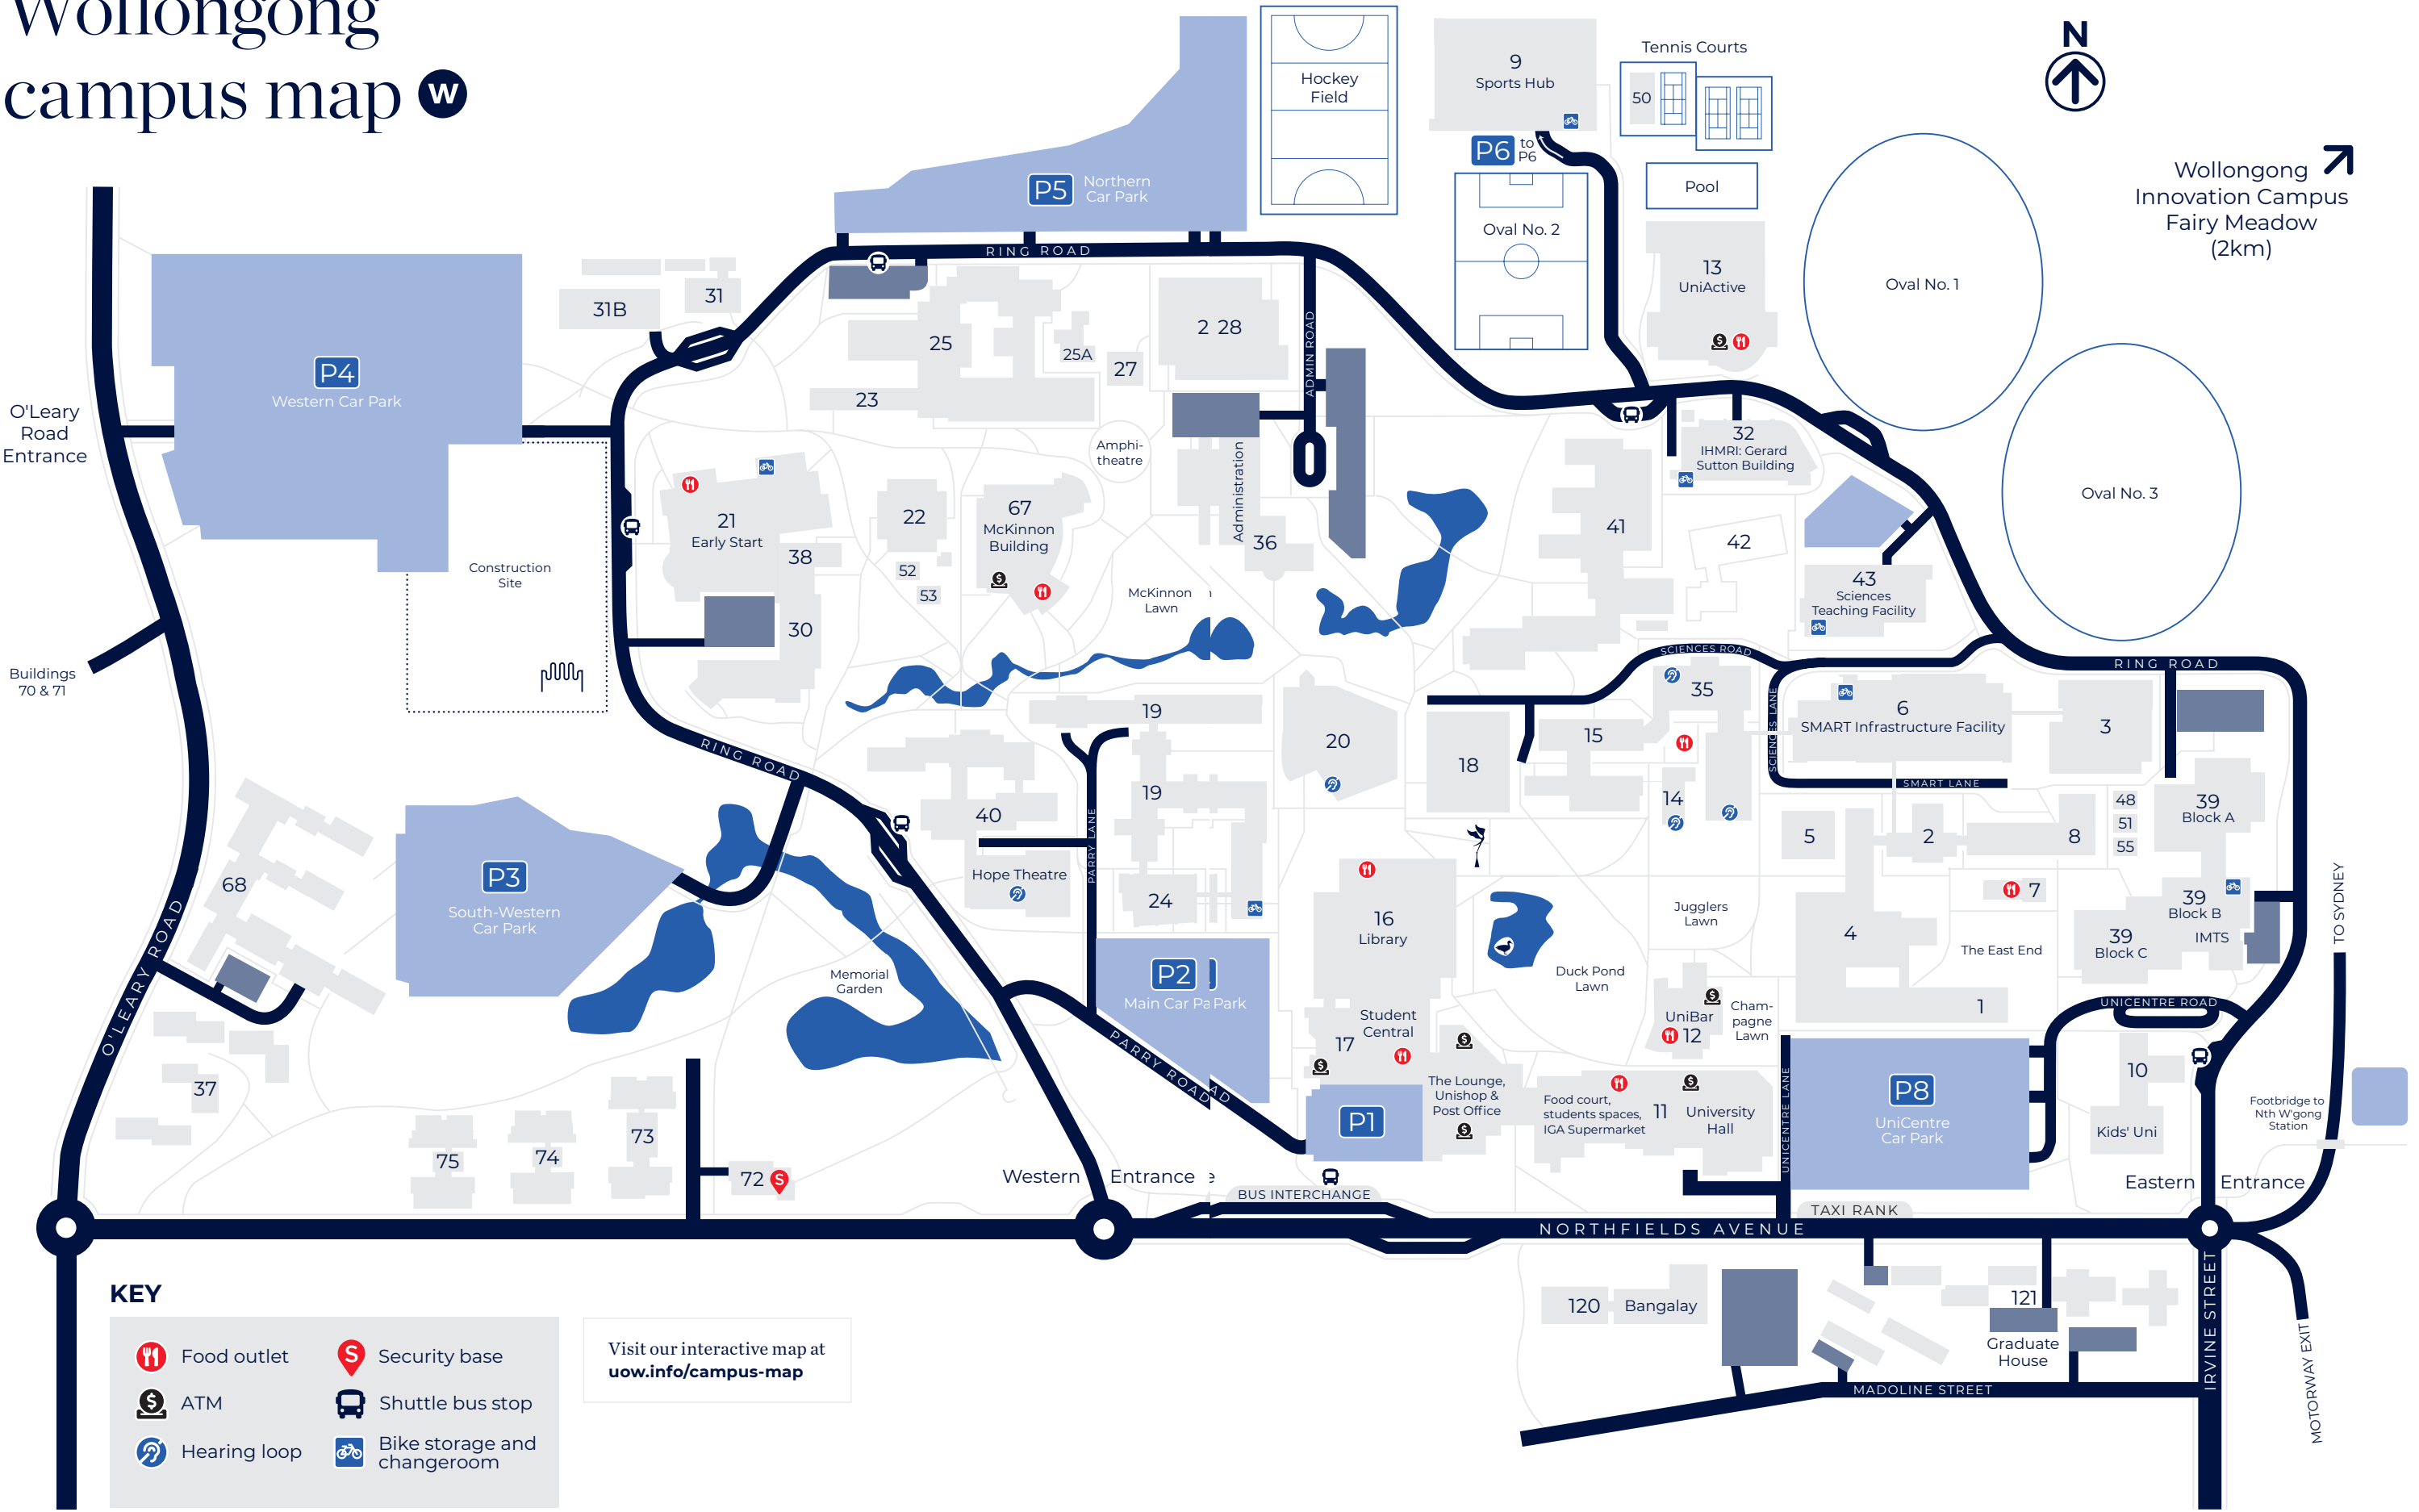 Wollongong
campus map W
N
Wollongong
Innovation Campus
Fairy Meadow
(2km)
Hockey
Field
9
Sports Hub
Tennis Courts
50
P6 to
P6
Pool
Oval No. 2
13
UniActive
Oval No. 1
Oval No. 3
P5 Northern
Car Park
RING ROAD
ADMIN ROAD
31B
31
25
25A
27
2 28
23
P4
Western Car Park
O'Leary
Road
Entrance
Amphi-
theatre
Administration
36
32
IHMRI: Gerard
Sutton Building
41
42
43
Sciences
Teaching Facility
21
Early Start
38
30
22
52
53
67
McKinnon
Building
McKinnon
Lawn
Construction
Site
Buildings
70 & 71
SCIENCES ROAD
SCIENCES LANE
RING ROAD
35
6
SMART Infrastructure Facility
3
SMART LANE
19
20
18
15
14
19
40
RING ROAD
PARRY LANE
Hope Theatre
24
5
2
8
48
51
55
39
Block A
7
39
Block B
39
Block C
IMTS
4
The East End
1
68
P3
South-Western
Car Park
Memorial
Garden
O'LEARY ROAD
37
75
74
73
72 S
P2
Main Car Pa Park
PARRY ROAD
AD
16
Library
Student
Central
17
P1
The Lounge,
Unishop &
Post Office
Duck Pond
Lawn
Jugglers
Lawn
UniBar
12
Cham-
pagne
Lawn
Food court,
students spaces,
IGA Supermarket
11
University
Hall
UNICENTRE LANE
UNICENTRE ROAD
P8
UniCentre
Car Park
10
Kids' Uni
TO SYDNEY
Footbridge to
Nth W'gong
Station
Western Entrance e
BUS INTERCHANGE
Eastern Entrance
TAXI RANK
NORTHFIELDS AVENUE
120 Bangalay
121
Graduate
House
MADOLINE STREET
IRVINE STREET
MOTORWAY EXIT
KEY
Food outlet
ATM
Hearing loop
S Security base
Shuttle bus stop
Bike storage and
changeroom
Visit our interactive map at
uow.info/campus-map